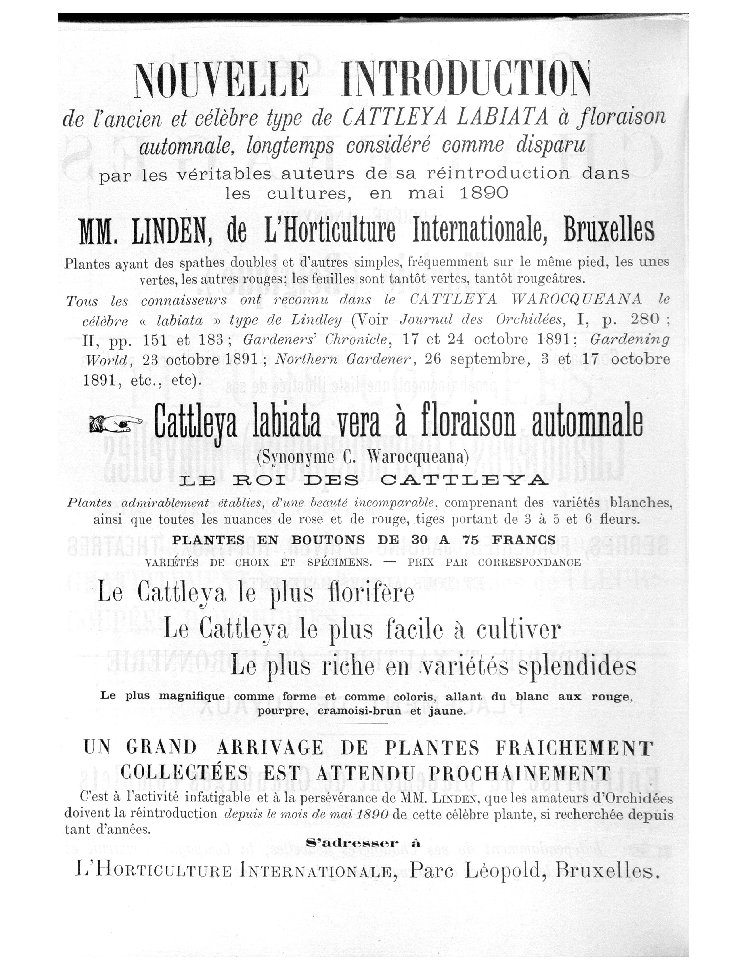 NOUVELLE INTRODUCTION
de l'ancien et célèbre type de CATTLEYA LABIATA à floraison
automnale, longtemps considéré comme disparu
par les véritables auteurs de sa réintroduction dans
les cultures, en mai 1890
MM. LINDEN, de L'Horticulture Internationale, Bruxelles
Plantes ayant des spathes doubles et d'autres simples, fréquemment sur le même pied, les unes
vertes, les autres rouges; les feuilles sont tantôt vertes, tantôt rougeâtres.
Tous les connaisseurs ont reconnu dans le CATTLEYA WAROCQUEANA le
célèbre « labiata » type de Lindley (Voir Journal des Orchidées, I, p. 280 ;
II, pp. 151 et 183 ; Gardeners' Chronicle, 17 et 24 octobre 1891 ; Gardening
World, 23 octobre 1891 ; Northern Gardener, 26 septembre, 3 et 17 octobre
1891, etc., etc).
Cattleya labiata vera à floraison automnale
(Synonyme C. Warocqueana)
LE ROI DES CATTLEYA
Plantes admirablement établies, d'une beauté incomparable, comprenant des variétés blanches,
ainsi que toutes les nuances de rose et de rouge, tiges portant de 3 à 5 et 6 fleurs.
PLANTES EN BOUTONS DE 30 A 75 FRANCS
VARIÉTÉS DE CHOIX ET SPÉCIMENS. — PRIX PAR CORRESPONDANCE
Le Cattleya le plus florifère
Le Cattleya le plus facile à cultiver
Le plus riche en variétés splendides
Le plus magnifique comme forme et comme coloris, allant du blanc aux rouge,
pourpre, cramoisi-brun et jaune.
UN GRAND ARRIVAGE DE PLANTES FRAICHEMENT
COLLECTÉES EST ATTENDU PROCHAINEMENT
C'est à l'activité infatigable et à la persévérance de MM. LINDEN, que les amateurs d'Orchidées
doivent la réintroduction depuis le mois de mai 1890 de cette célèbre plante, si recherchée depuis
tant d'années.
S'adresser à
L'HORTICULTURE INTERNATIONALE, Parc Léopold, Bruxelles.